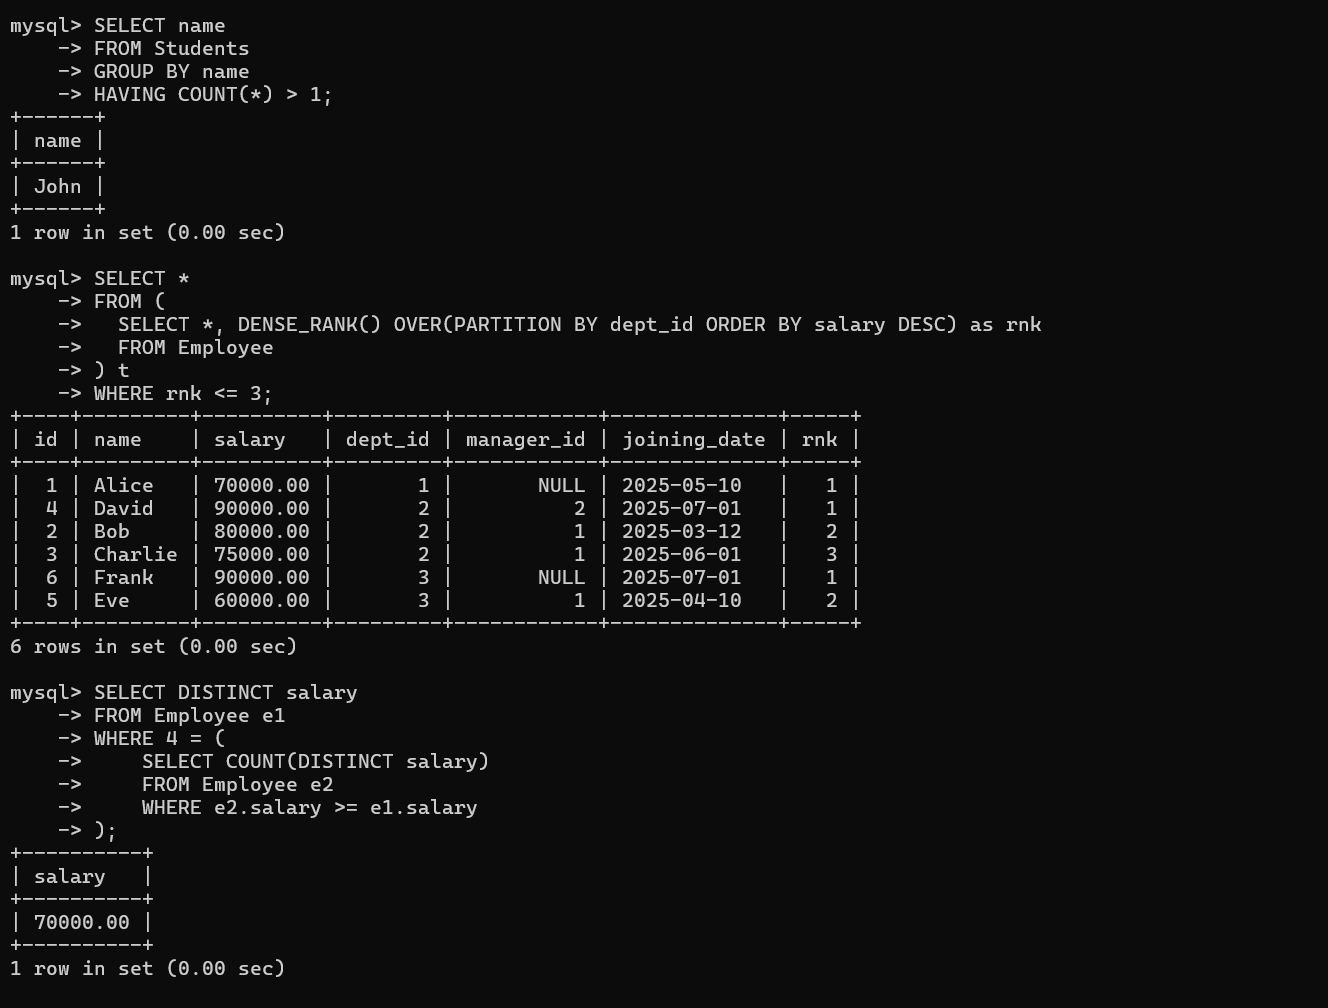 mysql> SELECT name
    -> FROM Students
    -> GROUP BY name
    -> HAVING COUNT(*) > 1;
+------+
| name |
+------+
| John |
+------+
1 row in set (0.00 sec)

mysql> SELECT *
    -> FROM (
    ->   SELECT *, DENSE_RANK() OVER(PARTITION BY dept_id ORDER BY salary DESC) as rnk
    ->   FROM Employee
    -> ) t
    -> WHERE rnk <= 3;
+----+---------+----------+---------+------------+--------------+-----+
| id | name    | salary   | dept_id | manager_id | joining_date | rnk |
+----+---------+----------+---------+------------+--------------+-----+
|  1 | Alice   | 70000.00 |       1 |       NULL | 2025-05-10   |   1 |
|  4 | David   | 90000.00 |       2 |          2 | 2025-07-01   |   1 |
|  2 | Bob     | 80000.00 |       2 |          1 | 2025-03-12   |   2 |
|  3 | Charlie | 75000.00 |       2 |          1 | 2025-06-01   |   3 |
|  6 | Frank   | 90000.00 |       3 |       NULL | 2025-07-01   |   1 |
|  5 | Eve     | 60000.00 |       3 |          1 | 2025-04-10   |   2 |
+----+---------+----------+---------+------------+--------------+-----+
6 rows in set (0.00 sec)

mysql> SELECT DISTINCT salary
    -> FROM Employee e1
    -> WHERE 4 = (
    ->     SELECT COUNT(DISTINCT salary)
    ->     FROM Employee e2
    ->     WHERE e2.salary >= e1.salary
    -> );
+----------+
| salary   |
+----------+
| 70000.00 |
+----------+
1 row in set (0.00 sec)